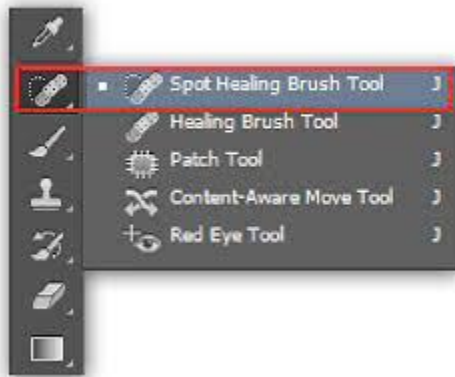 Spot Healing Brush Tool J
Healing Brush Tool J
Patch Tool J
Content-Aware Move Tool J
Red Eye Tool J